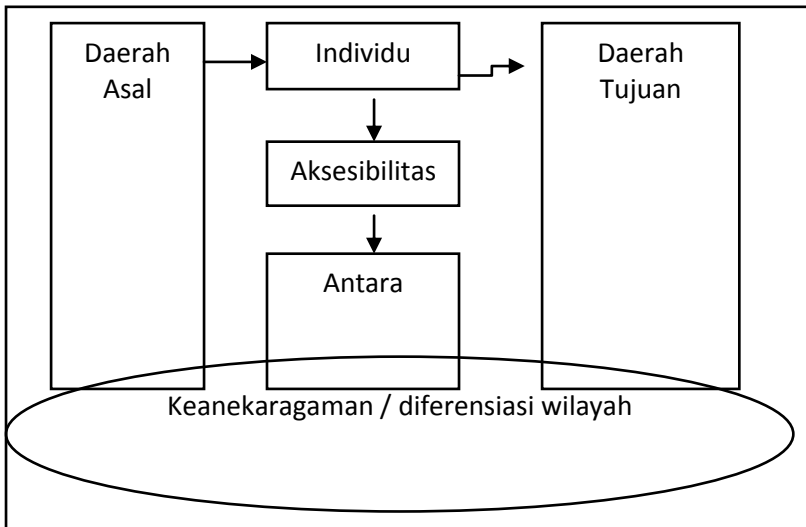 Daerah
Asal
Individu
Daerah
Tujuan
Aksesibilitas
Antara
Keanekaragaman / diferensiasi wilayah